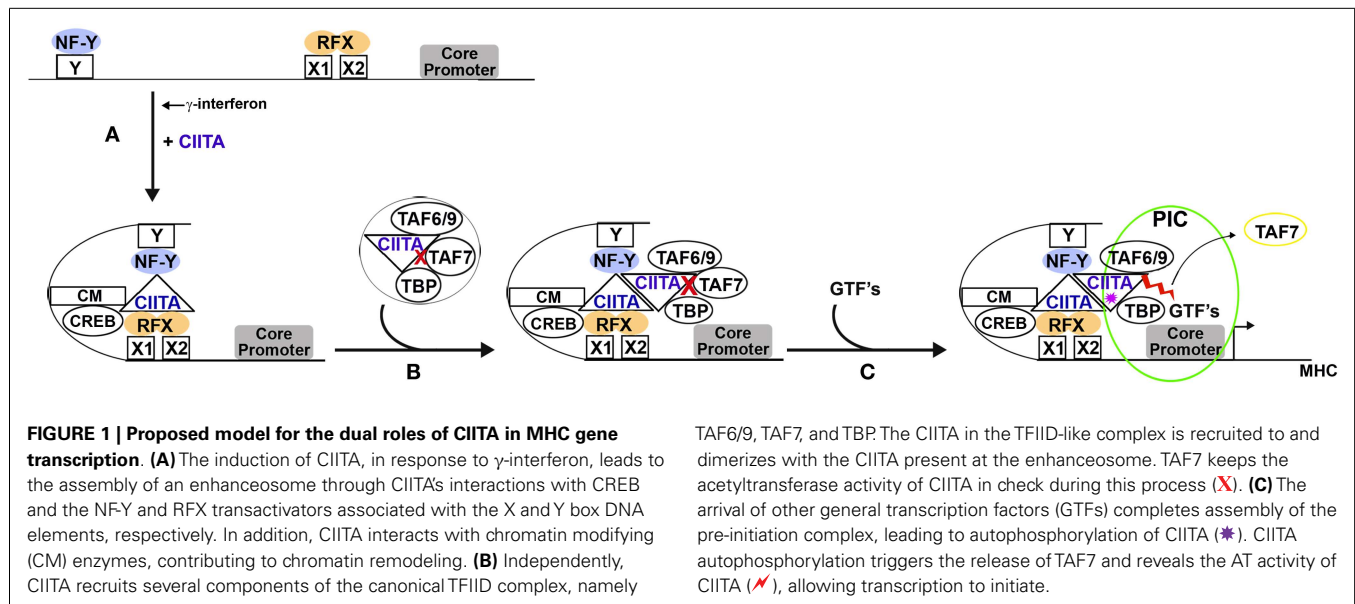 NF-Y
Y
RFX
X1 X2
Core
Promoter
γ-interferon
A
+ CIITA
Y
NF-Y
CIITA
CM
CREB
RFX
X1 X2
Core
Promoter
TAF6/9
CIITA
X
TAF7
TBP
B
Y
NF-Y
TAF6/9
CIITA
X
TAF7
TBP
CM
CIITA
CREB
RFX
X1 X2
Core
Promoter
GTF's
C
PIC
TAF7
Y
NF-Y
TAF6/9
CIITA
CM
CIITA
TBP
GTF's
CREB
RFX
X1 X2
Core
Promoter
MHC
FIGURE 1 | Proposed model for the dual roles of CIITA in MHC gene
transcription. (A) The induction of CIITA, in response to γ-interferon, leads to
the assembly of an enhanceosome through CIITA's interactions with CREB
and the NF-Y and RFX transactivators associated with the X and Y box DNA
elements, respectively. In addition, CIITA interacts with chromatin modifying
(CM) enzymes, contributing to chromatin remodeling. (B) Independently,
CIITA recruits several components of the canonical TFIID complex, namely
TAF6/9, TAF7, and TBP. The CIITA in the TFIID-like complex is recruited to and
dimerizes with the CIITA present at the enhanceosome. TAF7 keeps the
acetyltransferase activity of CIITA in check during this process (X). (C) The
arrival of other general transcription factors (GTFs) completes assembly of the
pre-initiation complex, leading to autophosphorylation of CIITA (✷). CIITA
autophosphorylation triggers the release of TAF7 and reveals the AT activity of
CIITA (), allowing transcription to initiate.